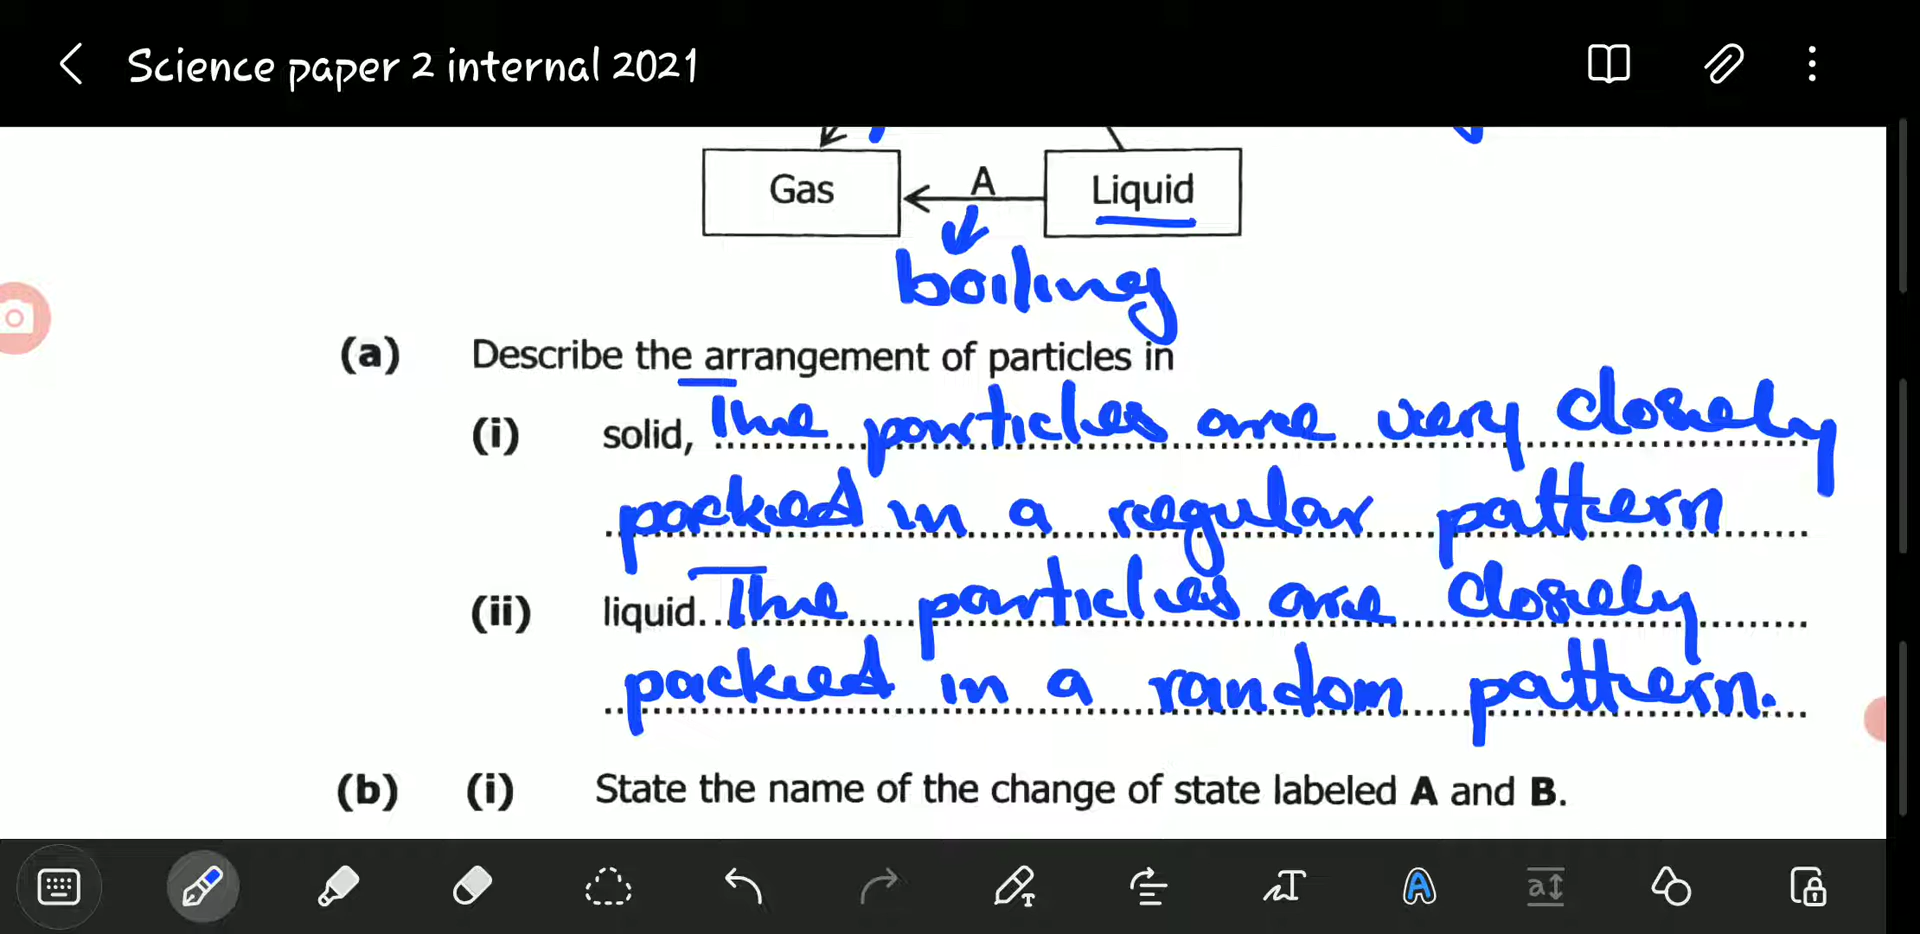 Science paper 2 internal 2021
Gas
A
Liquid
boiling
(a) Describe the arrangement of particles in
(i) solid, The particles are very closely
packed in a regular pattern
(ii) liquid. The particles are closely
packed in a random pattern.
(b) (i) State the name of the change of state labeled A and B.